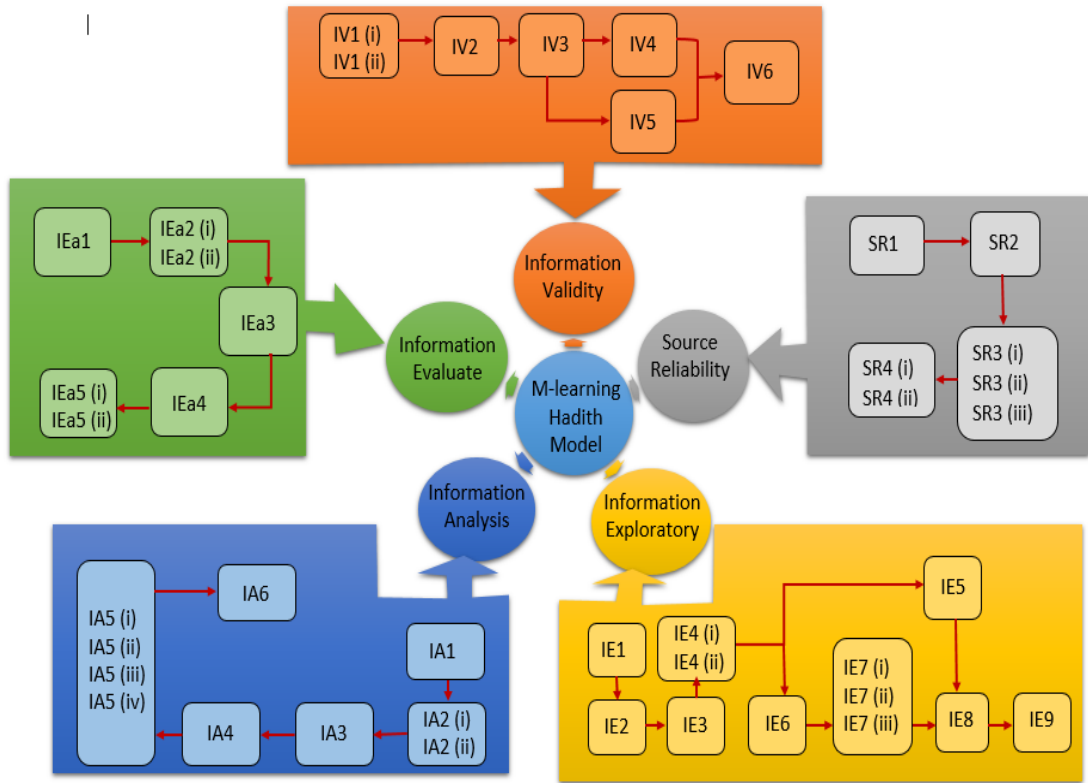 IV1 (i)
IV1 (ii)
IV2
IV3
IV4
IV5
IV6
IEa1
IEa2 (i)
IEa2 (ii)
IEa3
IEa4
IEa5 (i)
IEa5 (ii)
Information
Validity
Information
Evaluate
Source
Reliability
M-learning
Hadith
Model
Information
Analysis
Information
Exploratory
SR1
SR2
SR3 (i)
SR3 (ii)
SR3 (iii)
SR4 (i)
SR4 (ii)
IA1
IA2 (i)
IA2 (ii)
IA3
IA4
IA5 (i)
IA5 (ii)
IA5 (iii)
IA5 (iv)
IA6
IE1
IE2
IE3
IE4 (i)
IE4 (ii)
IE5
IE6
IE7 (i)
IE7 (ii)
IE7 (iii)
IE8
IE9